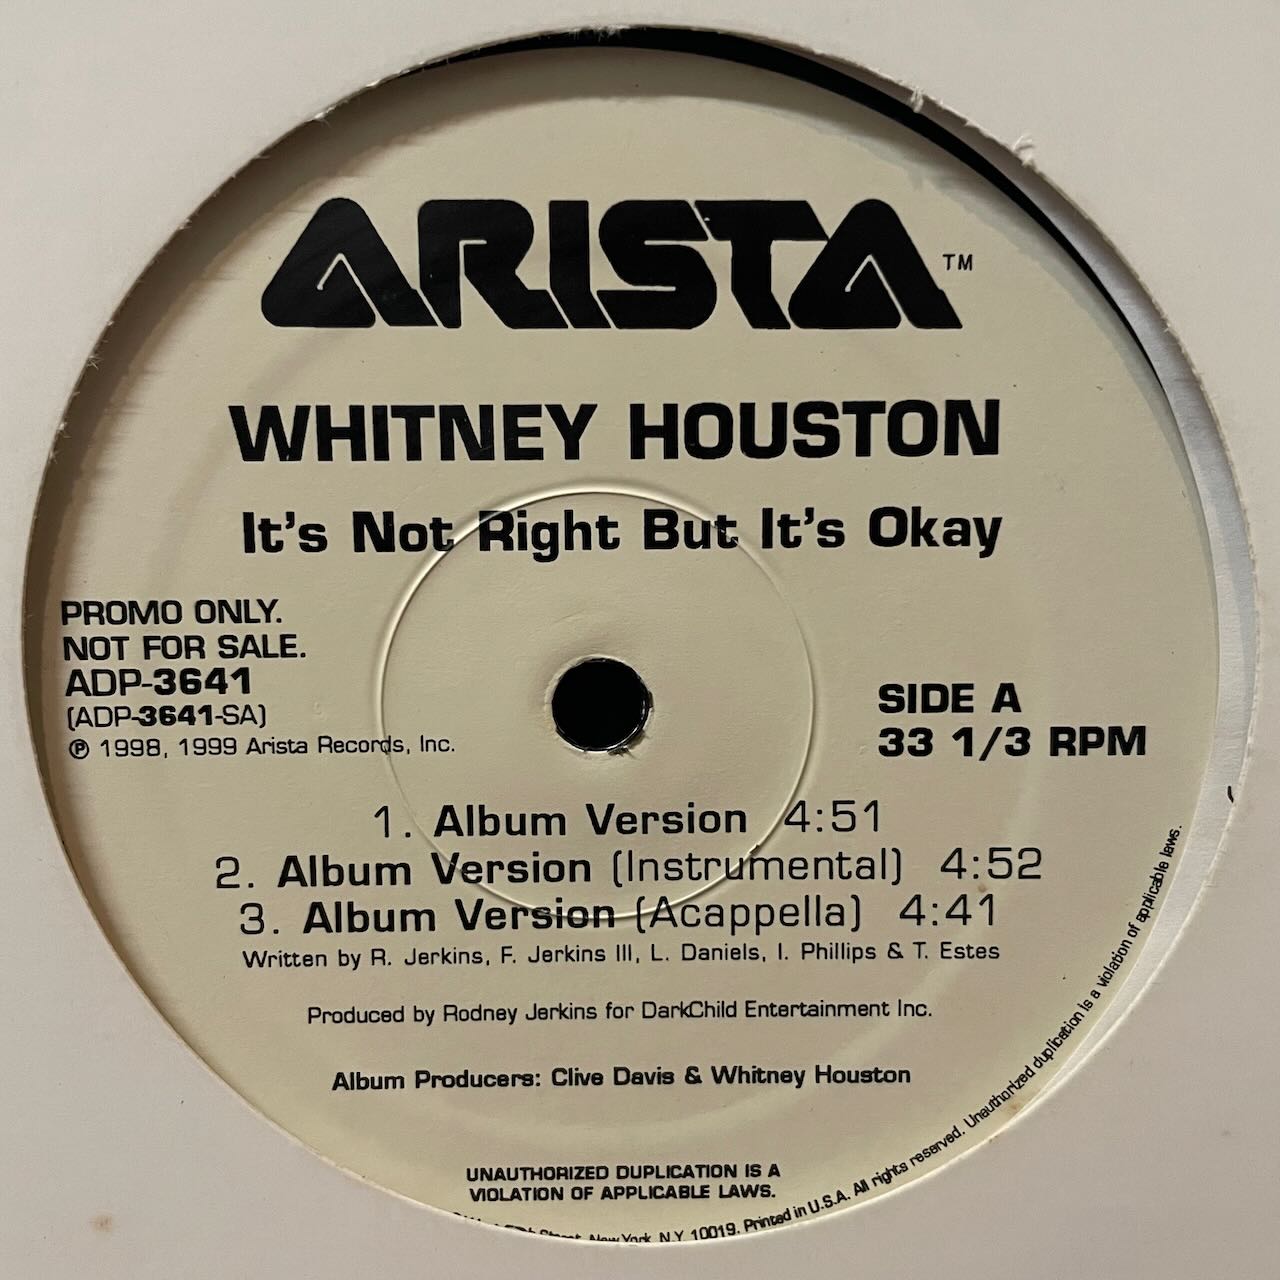 ARISTA™
WHITNEY HOUSTON
It's Not Right But It's Okay
PROMO ONLY.
NOT FOR SALE.
ADP-3641
(ADP-3641-SA)
℗ 1998, 1999 Arista Records, Inc.
SIDE A
33 1/3 RPM
1. Album Version 4:51
2. Album Version (Instrumental) 4:52
3. Album Version (Acappella) 4:41
Written by R. Jerkins, F. Jerkins III, L. Daniels, I. Phillips & T. Estes
Produced by Rodney Jerkins for DarkChild Entertainment Inc.
Album Producers: Clive Davis & Whitney Houston
UNAUTHORIZED DUPLICATION IS A
VIOLATION OF APPLICABLE LAWS.
Street, New York, N.Y. 10019. Printed in U.S.A. All rights reserved. Unauthorized duplication is a violation of applicable laws.